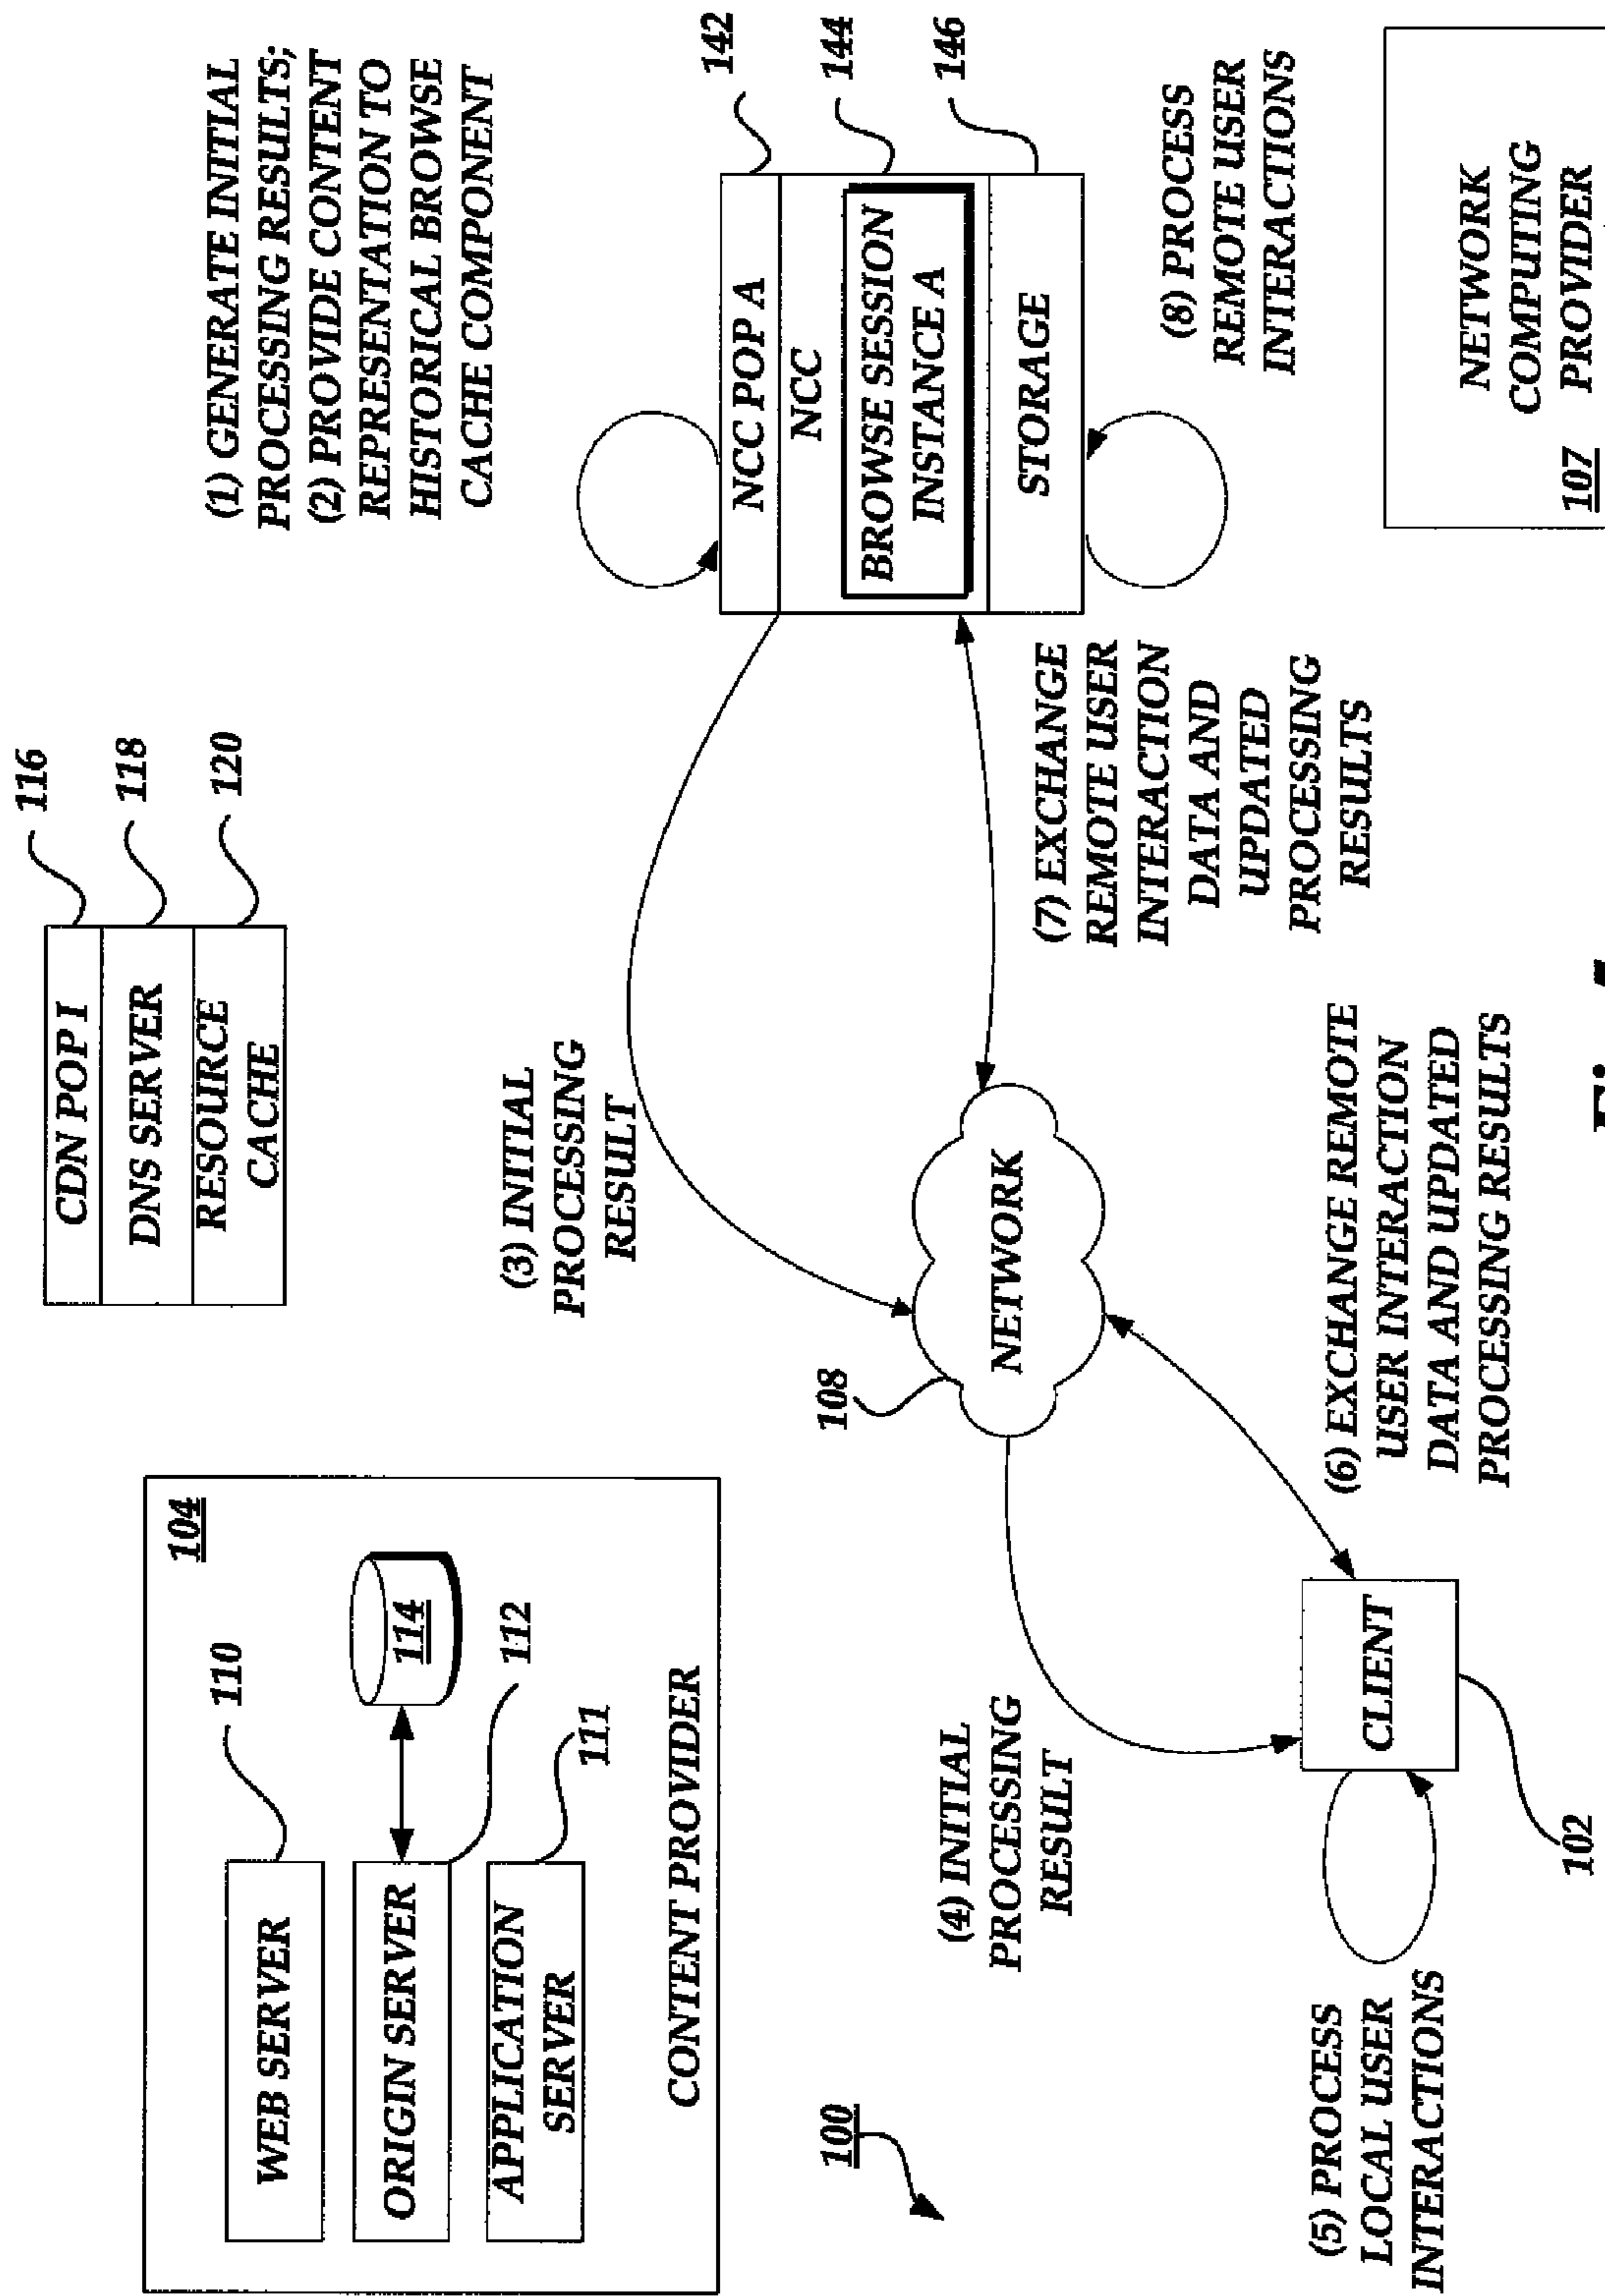 104
WEB SERVER
110
ORIGIN SERVER
114
112
APPLICATION
SERVER
111
CONTENT PROVIDER
CDN POP I
116
DNS SERVER
118
RESOURCE
CACHE
120
(1) GENERATE INITIAL
PROCESSING RESULTS;
(2) PROVIDE CONTENT
REPRESENTATION TO
HISTORICAL BROWSE
CACHE COMPONENT
(3) INITIAL
PROCESSING
RESULT
NCC POP A
142
NCC
BROWSE SESSION
INSTANCE A
144
STORAGE
146
100
108
NETWORK
(4) INITIAL
PROCESSING
RESULT
(7) EXCHANGE
REMOTE USER
INTERACTION
DATA AND
UPDATED
PROCESSING
RESULTS
(8) PROCESS
REMOTE USER
INTERACTIONS
(5) PROCESS
LOCAL USER
INTERACTIONS
CLIENT
102
(6) EXCHANGE REMOTE
USER INTERACTION
DATA AND UPDATED
PROCESSING RESULTS
NETWORK
COMPUTING
PROVIDER
107